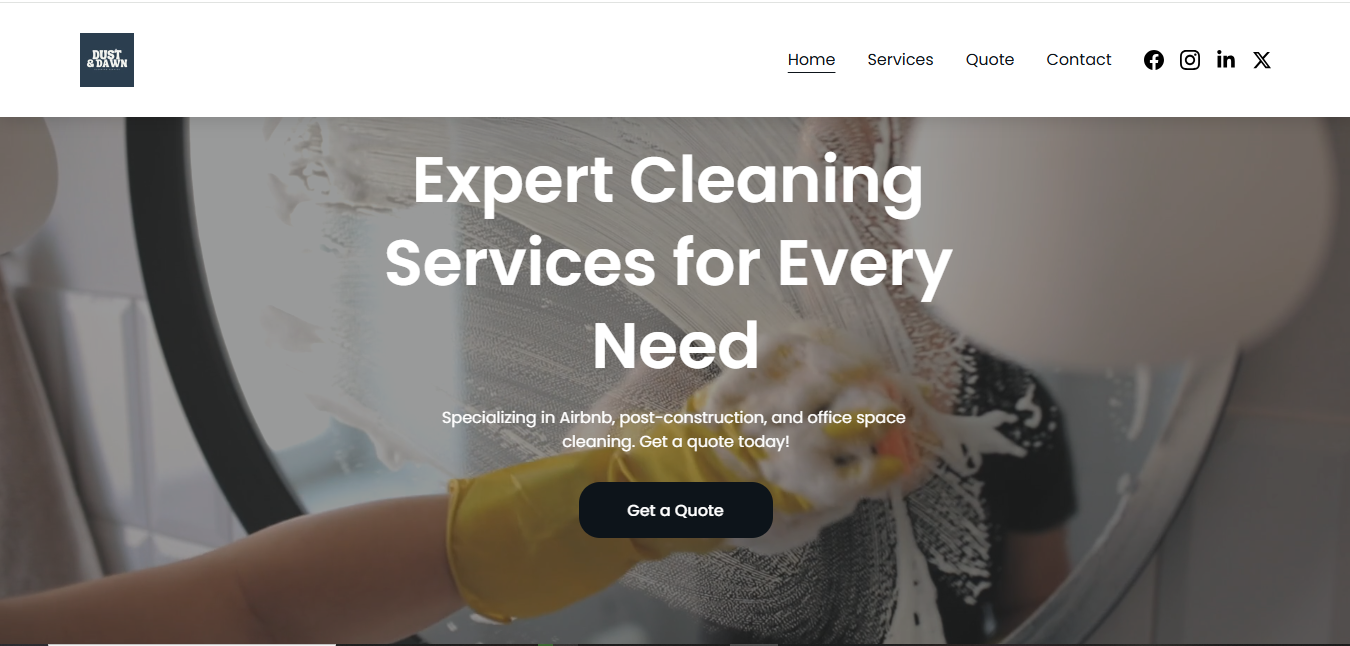 DUST
& DAWN
Home Services Quote Contact
Expert Cleaning
Services for Every
Need
Specializing in Airbnb, post-construction, and office space
cleaning. Get a quote today!
Get a Quote